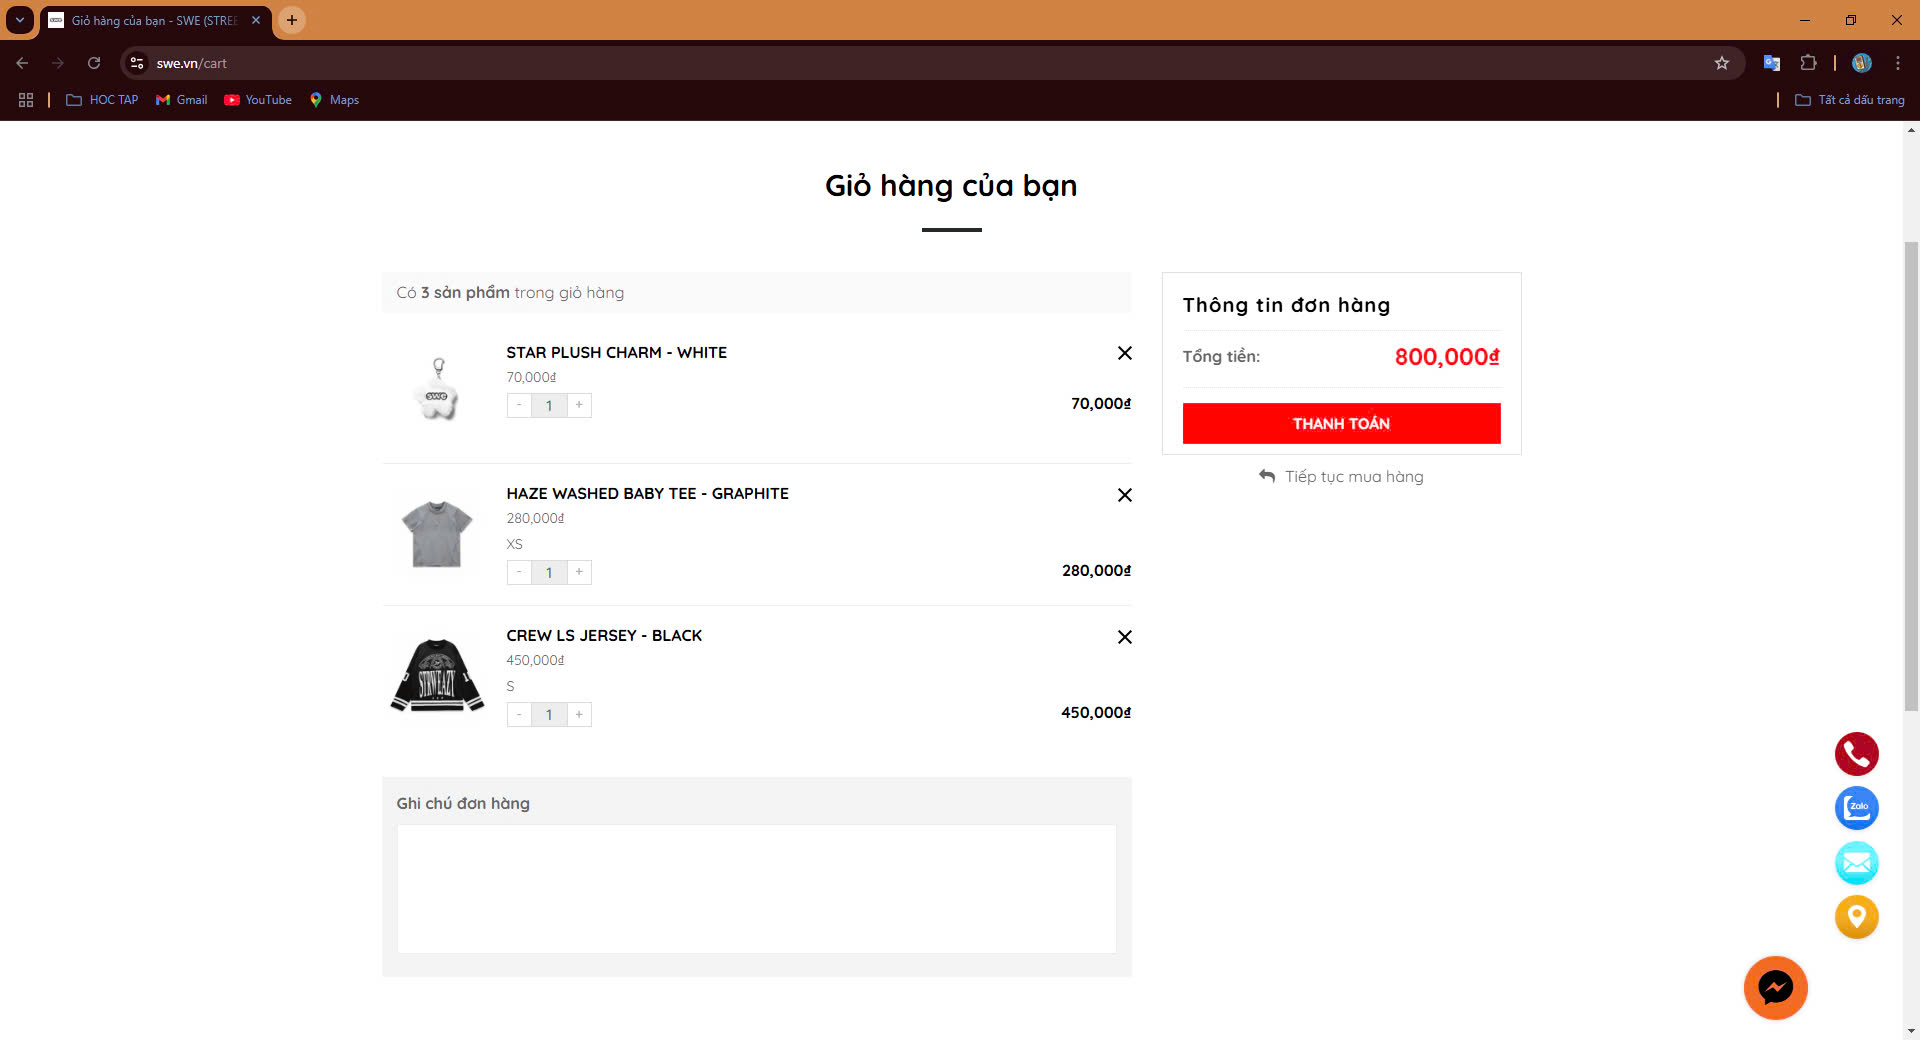 Giỏ hàng của bạn - SWE (STREE
swe.vn/cart
HOC TAP
Gmail
YouTube
Maps
Tất cả dấu trang
Giỏ hàng của bạn
Có 3 sản phẩm trong giỏ hàng
STAR PLUSH CHARM - WHITE
70,000₫
- 1 +
70,000₫
swe
HAZE WASHED BABY TEE - GRAPHITE
280,000₫
XS
- 1 +
280,000₫
CREW LS JERSEY - BLACK
450,000₫
S
- 1 +
450,000₫
STRWEAZY
Ghi chú đơn hàng
Thông tin đơn hàng
Tổng tiền: 800,000₫
THANH TOÁN
Tiếp tục mua hàng
Zalo